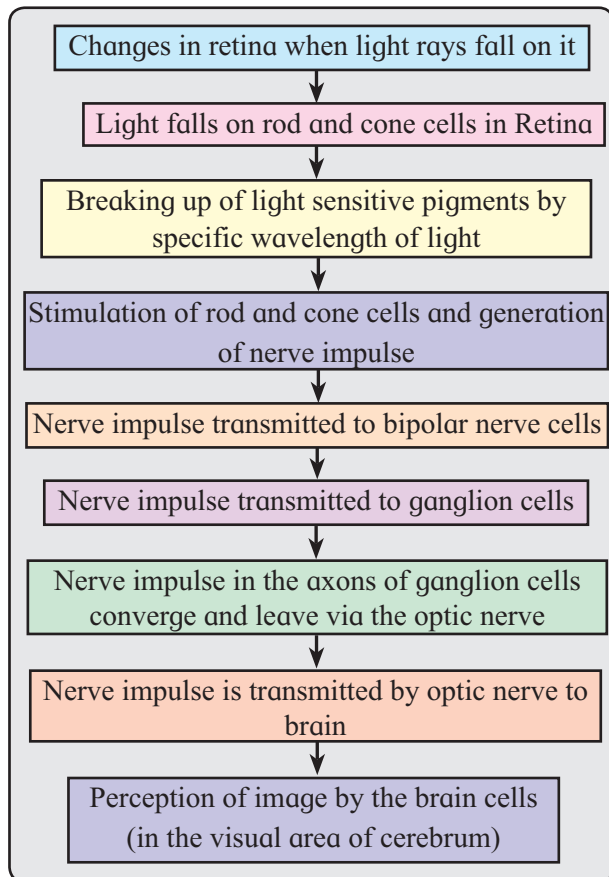 Changes in retina when light rays fall on it
Light falls on rod and cone cells in Retina
Breaking up of light sensitive pigments by
specific wavelength of light
Stimulation of rod and cone cells and generation
of nerve impulse
Nerve impulse transmitted to bipolar nerve cells
Nerve impulse transmitted to ganglion cells
Nerve impulse in the axons of ganglion cells
converge and leave via the optic nerve
Nerve impulse is transmitted by optic nerve to
brain
Perception of image by the brain cells
(in the visual area of cerebrum)